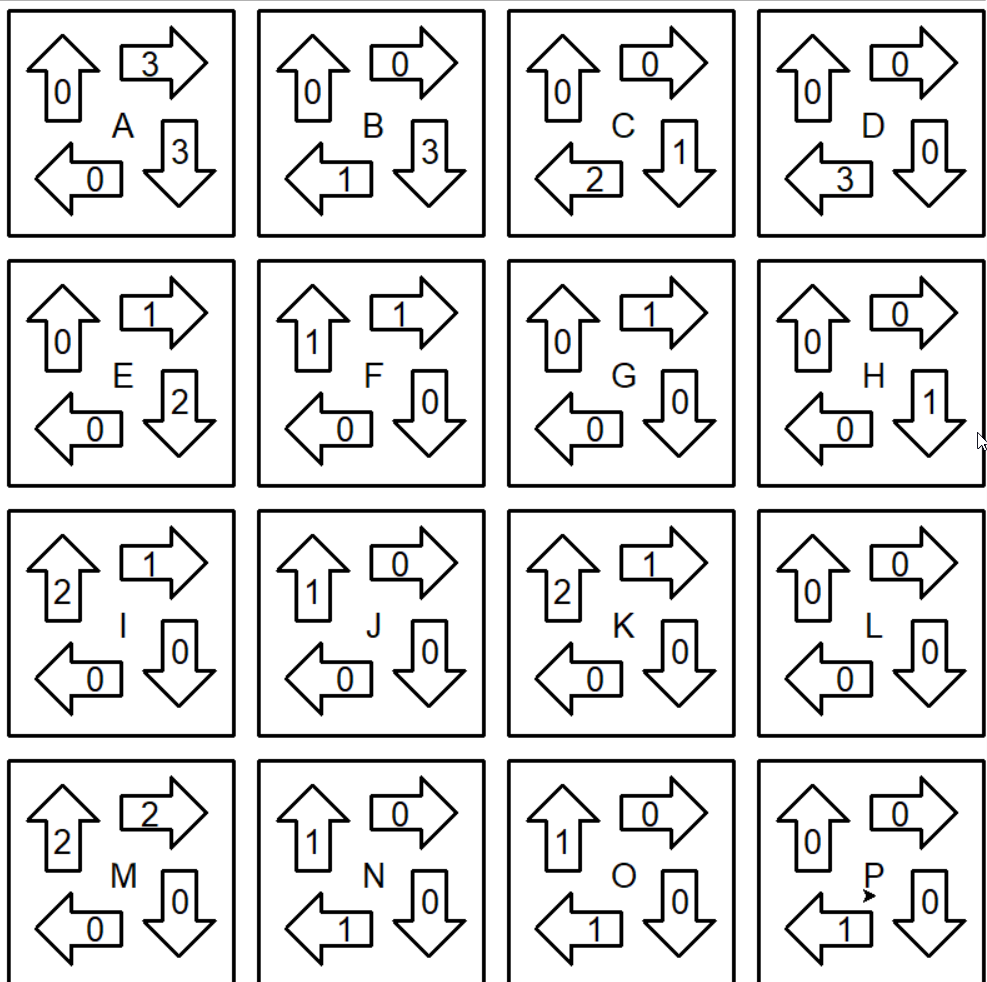 0 3 0 0 0 0 0 0
A B C D
0 3 1 3 2 1 3 0
0 1 1 1 0 1 0 0
E F G H
0 2 0 0 0 0 0 1
2 1 1 0 2 1 0 0
I J K L
0 0 0 0 0 0 0 0
2 2 1 0 1 0 0 0
M N O P
0 0 1 0 1 0 1 0